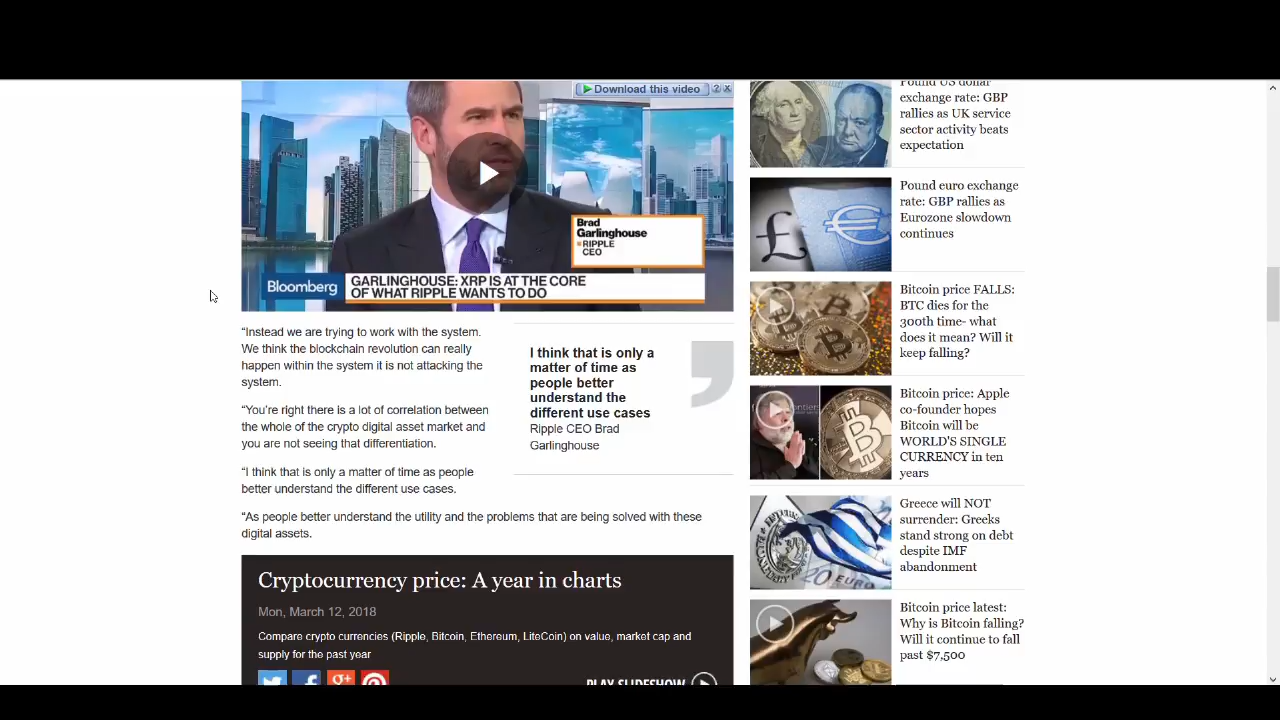 Download this video
Brad
Garlinghouse
RIPPLE
CEO
Bloomberg
GARLINGHOUSE: XRP IS AT THE CORE
OF WHAT RIPPLE WANTS TO DO
“Instead we are trying to work with the system.
We think the blockchain revolution can really
happen within the system it is not attacking the
system.
“You're right there is a lot of correlation between
the whole of the crypto digital asset market and
you are not seeing that differentiation.
“I think that is only a matter of time as people
better understand the different use cases.
“As people better understand the utility and the problems that are being solved with these
digital assets.
I think that is only a
matter of time as
people better
understand the
different use cases
Ripple CEO Brad
Garlinghouse
Cryptocurrency price: A year in charts
Mon, March 12, 2018
Compare crypto currencies (Ripple, Bitcoin, Ethereum, LiteCoin) on value, market cap and
supply for the past year
PLAY SLIDESHOW
Pound US dollar
exchange rate: GBP
rallies as UK service
sector activity beats
expectation
Pound euro exchange
rate: GBP rallies as
Eurozone slowdown
continues
Bitcoin price FALLS:
BTC dies for the
300th time- what
does it mean? Will it
keep falling?
Bitcoin price: Apple
co-founder hopes
Bitcoin will be
WORLD'S SINGLE
CURRENCY in ten
years
Greece will NOT
surrender: Greeks
stand strong on debt
despite IMF
abandonment
20 EURO
Bitcoin price latest:
Why is Bitcoin falling?
Will it continue to fall
past $7,500